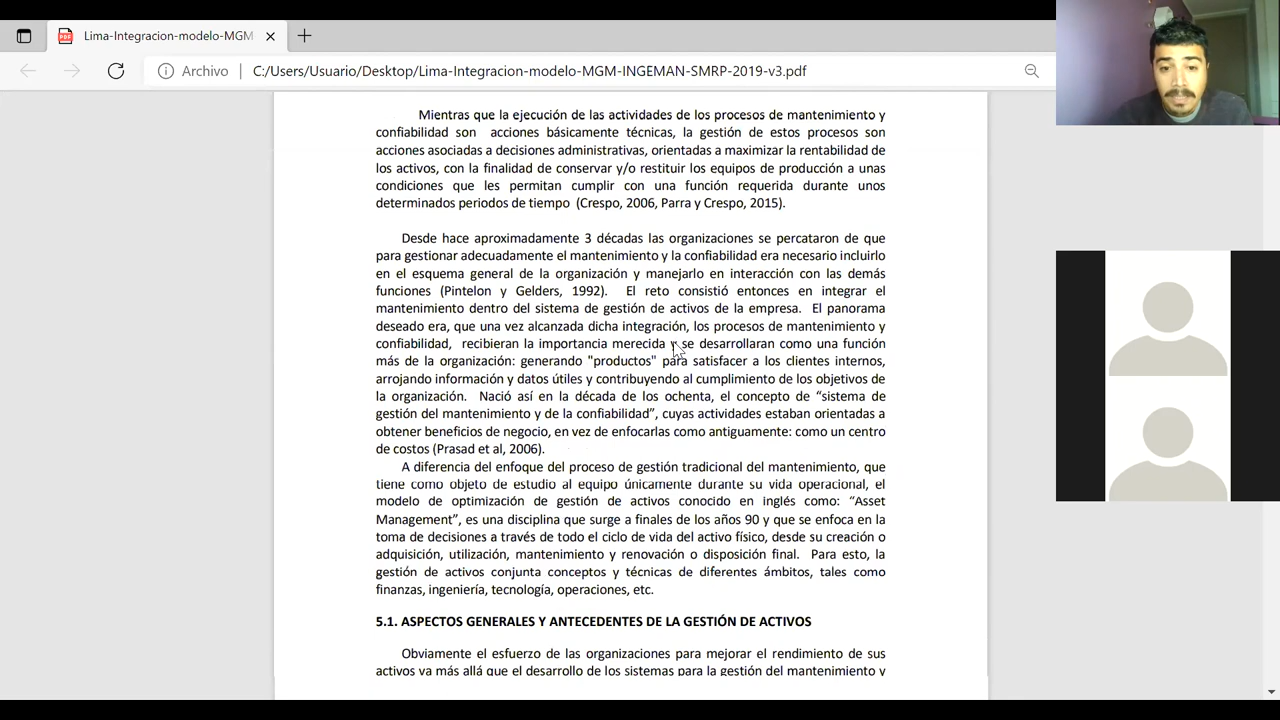 Lima-Integracion-modelo-MGM
Archivo
C:/Users/Usuario/Desktop/Lima-Integracion-modelo-MGM-INGEMAN-SMRP-2019-v3.pdf
Mientras que la ejecución de las actividades de los procesos de mantenimiento y
confiabilidad son acciones básicamente técnicas, la gestión de estos procesos son
acciones asociadas a decisiones administrativas, orientadas a maximizar la rentabilidad de
los activos, con la finalidad de conservar y/o restituir los equipos de producción a unas
condiciones que les permitan cumplir con una función requerida durante unos
determinados periodos de tiempo (Crespo, 2006, Parra y Crespo, 2015).
Desde hace aproximadamente 3 décadas las organizaciones se percataron de que
para gestionar adecuadamente el mantenimiento y la confiabilidad era necesario incluirlo
en el esquema general de la organización y manejarlo en interacción con las demás
funciones (Pintelon y Gelders, 1992). El reto consistió entonces en integrar el
mantenimiento dentro del sistema de gestión de activos de la empresa. El panorama
deseado era, que una vez alcanzada dicha integración, los procesos de mantenimiento y
confiabilidad, recibieran la importancia merecida y se desarrollaran como una función
más de la organización: generando "productos" para satisfacer a los clientes internos,
arrojando información y datos útiles y contribuyendo al cumplimiento de los objetivos de
la organización. Nació así en la década de los ochenta, el concepto de “sistema de
gestión del mantenimiento y de la confiabilidad”, cuyas actividades estaban orientadas a
obtener beneficios de negocio, en vez de enfocarlas como antiguamente: como un centro
de costos (Prasad et al, 2006).
A diferencia del enfoque del proceso de gestión tradicional del mantenimiento, que
tiene como objeto de estudio al equipo únicamente durante su vida operacional, el
modelo de optimización de gestión de activos conocido en inglés como: “Asset
Management”, es una disciplina que surge a finales de los años 90 y que se enfoca en la
toma de decisiones a través de todo el ciclo de vida del activo físico, desde su creación o
adquisición, utilización, mantenimiento y renovación o disposición final. Para esto, la
gestión de activos conjunta conceptos y técnicas de diferentes ámbitos, tales como
finanzas, ingeniería, tecnología, operaciones, etc.
5.1. ASPECTOS GENERALES Y ANTECEDENTES DE LA GESTIÓN DE ACTIVOS
Obviamente el esfuerzo de las organizaciones para mejorar el rendimiento de sus
activos va más allá que el desarrollo de los sistemas para la gestión del mantenimiento y